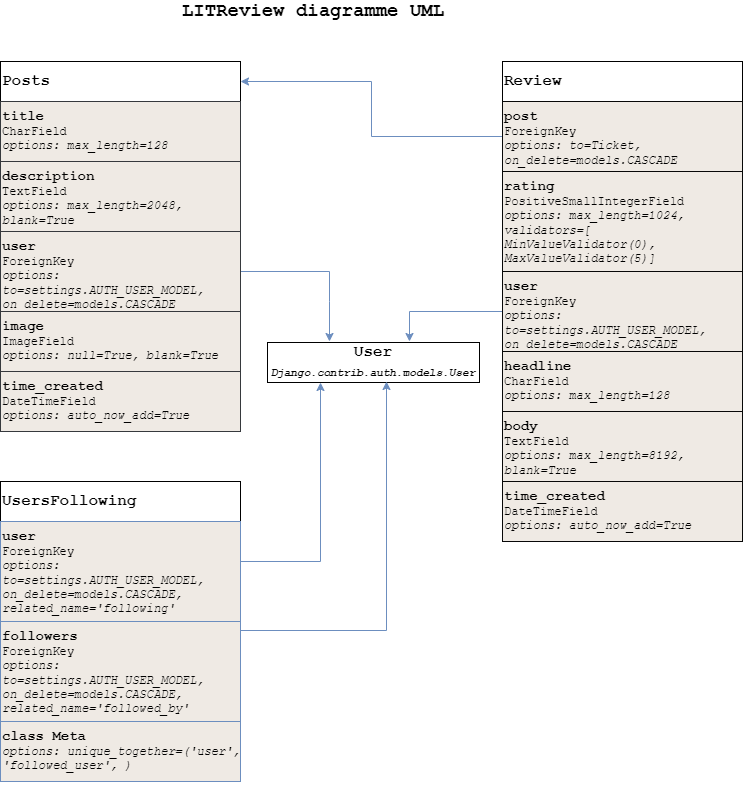 LITReview diagramme UML
Posts
title
CharField
options: max_length=128
description
TextField
options: max_length=2048,
blank=True
user
ForeignKey
options:
to=settings.AUTH_USER_MODEL,
on_delete=models.CASCADE
image
ImageField
options: null=True, blank=True
time_created
DateTimeField
options: auto_now_add=True
Review
post
ForeignKey
options: to=Ticket,
on_delete=models.CASCADE
rating
PositiveSmallIntegerField
options: max_length=1024,
validators=[
MinValueValidator(0),
MaxValueValidator(5)]
user
ForeignKey
options:
to=settings.AUTH_USER_MODEL,
on_delete=models.CASCADE
headline
CharField
options: max_length=128
body
TextField
options: max_length=8192,
blank=True
time_created
DateTimeField
options: auto_now_add=True
User
Django.contrib.auth.models.User
UsersFollowing
user
ForeignKey
options:
to=settings.AUTH_USER_MODEL,
on_delete=models.CASCADE,
related_name='following'
followers
ForeignKey
options:
to=settings.AUTH_USER_MODEL,
on_delete=models.CASCADE,
related_name='followed_by'
class Meta
options: unique_together=('user',
'followed_user', )